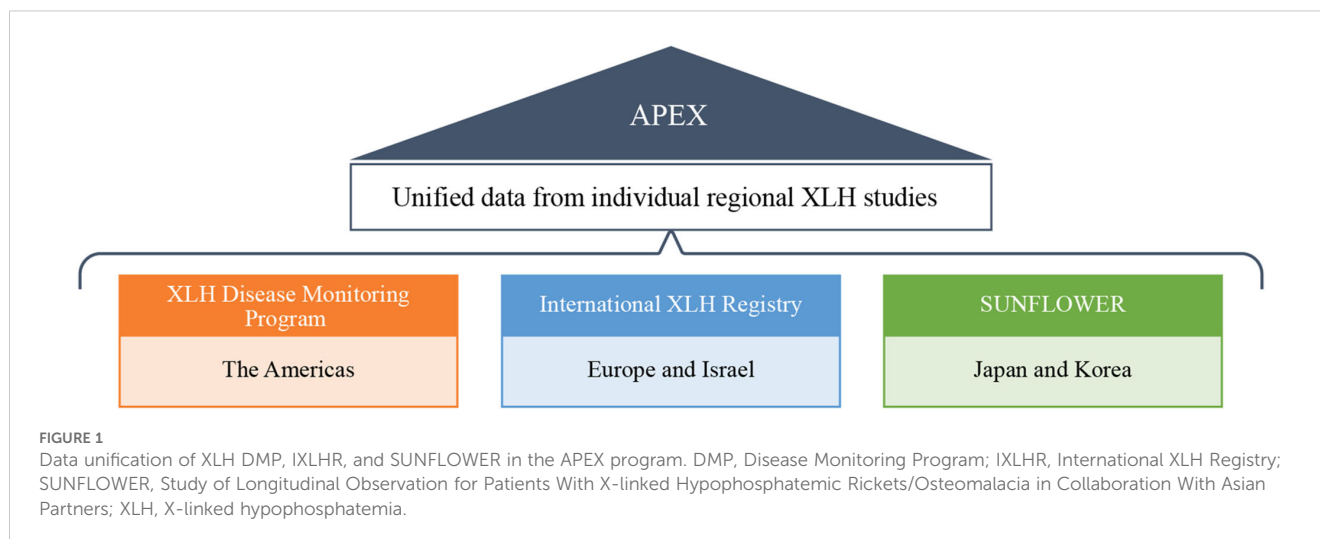 APEX
Unified data from individual regional XLH studies
XLH Disease Monitoring
Program
The Americas
International XLH Registry
Europe and Israel
SUNFLOWER
Japan and Korea
FIGURE 1
Data unification of XLH DMP, IXLHR, and SUNFLOWER in the APEX program. DMP, Disease Monitoring Program; IXLHR, International XLH Registry;
SUNFLOWER, Study of Longitudinal Observation for Patients With X-linked Hypophosphatemic Rickets/Osteomalacia in Collaboration With Asian
Partners; XLH, X-linked hypophosphatemia.